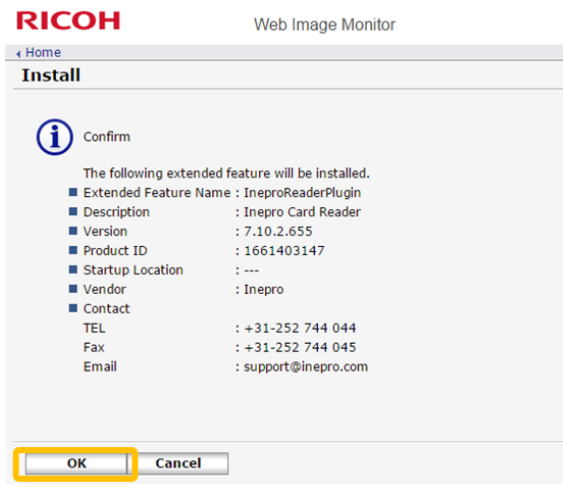 RICOH Web Image Monitor
Home
Install
Confirm
The following extended feature will be installed.
Extended Feature Name : IneproReaderPlugin
Description : Inepro Card Reader
Version : 7.10.2.655
Product ID : 1661403147
Startup Location : ---
Vendor : Inepro
Contact
TEL : +31-252 744 044
Fax : +31-252 744 045
Email : support@inepro.com
OK Cancel